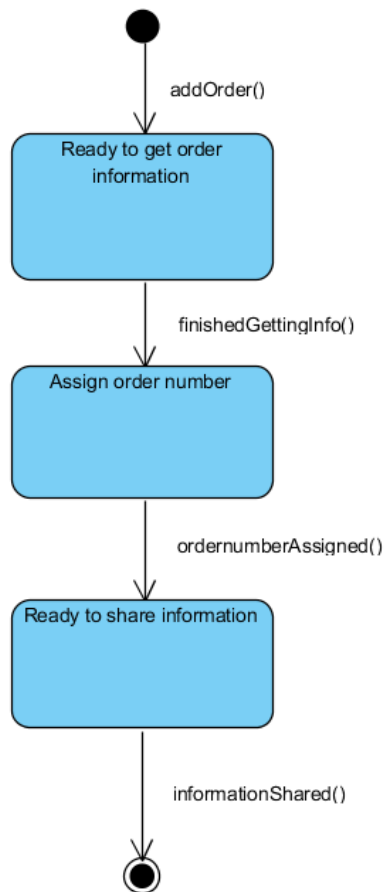 addOrder()
Ready to get order
information
finishedGettingInfo()
Assign order number
ordernumberAssigned()
Ready to share information
informationShared()